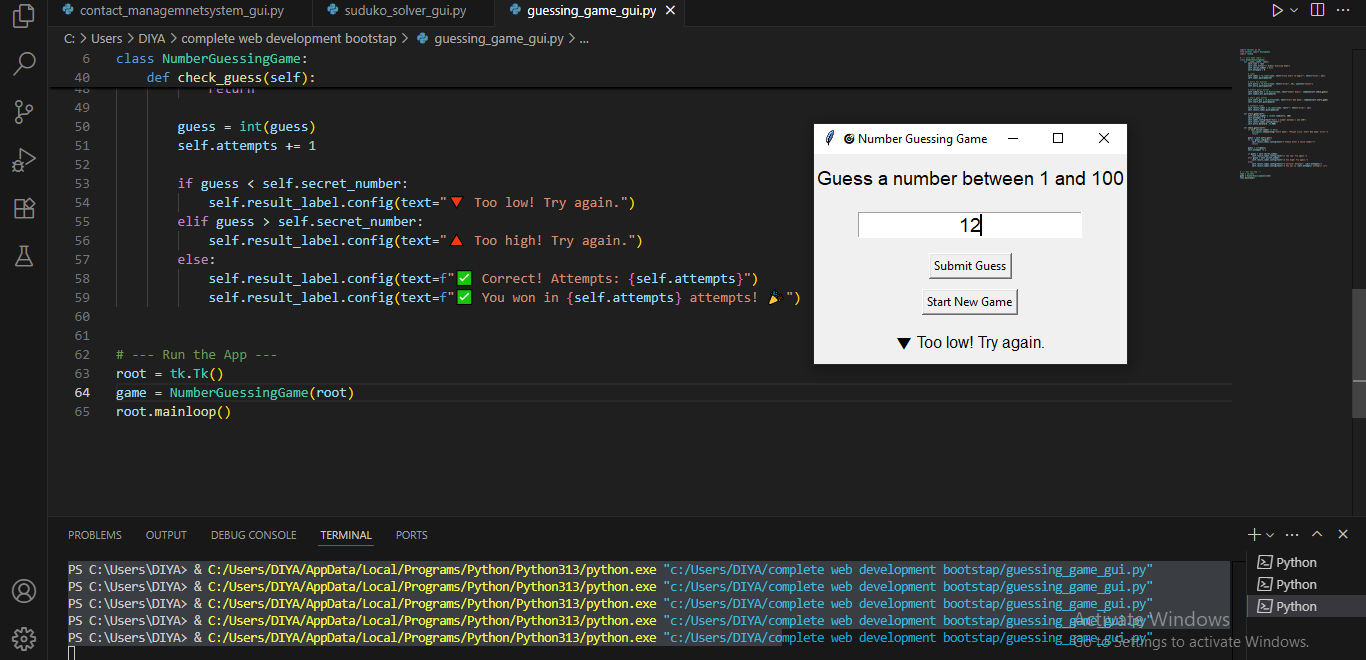 contact_managemnetsystem_gui.py
suduko_solver_gui.py
guessing_game_gui.py
C: > Users > DIYA > complete web development bootstap > guessing_game_gui.py > ...
6 class NumberGuessingGame:
40 def check_guess(self):
48 return
49
50 guess = int(guess)
51 self.attempts += 1
52
53 if guess < self.secret_number:
54 self.result_label.config(text="🔻 Too low! Try again.")
55 elif guess > self.secret_number:
56 self.result_label.config(text="🔺 Too high! Try again.")
57 else:
58 self.result_label.config(text=f"✅ Correct! Attempts: {self.attempts}")
59 self.result_label.config(text=f"✅ You won in {self.attempts} attempts! 🎉")
60
61
62 # --- Run the App ---
63 root = tk.Tk()
64 game = NumberGuessingGame(root)
65 root.mainloop()
Number Guessing Game
Guess a number between 1 and 100
12
Submit Guess
Start New Game
▼ Too low! Try again.
PROBLEMS OUTPUT DEBUG CONSOLE TERMINAL PORTS
PS C:\Users\DIYA> & C:/Users/DIYA/AppData/Local/Programs/Python/Python313/python.exe "c:/Users/DIYA/complete web development bootstap/guessing_game_gui.py"
PS C:\Users\DIYA> & C:/Users/DIYA/AppData/Local/Programs/Python/Python313/python.exe "c:/Users/DIYA/complete web development bootstap/guessing_game_gui.py"
PS C:\Users\DIYA> & C:/Users/DIYA/AppData/Local/Programs/Python/Python313/python.exe "c:/Users/DIYA/complete web development bootstap/guessing_game_gui.py"
PS C:\Users\DIYA> & C:/Users/DIYA/AppData/Local/Programs/Python/Python313/python.exe "c:/Users/DIYA/complete web development bootstap/guessing_game_gui.py"
PS C:\Users\DIYA> & C:/Users/DIYA/AppData/Local/Programs/Python/Python313/python.exe "c:/Users/DIYA/complete web development bootstap/guessing_game_gui.py"
Python
Python
Python
Activate Windows
Go to Settings to activate Windows.